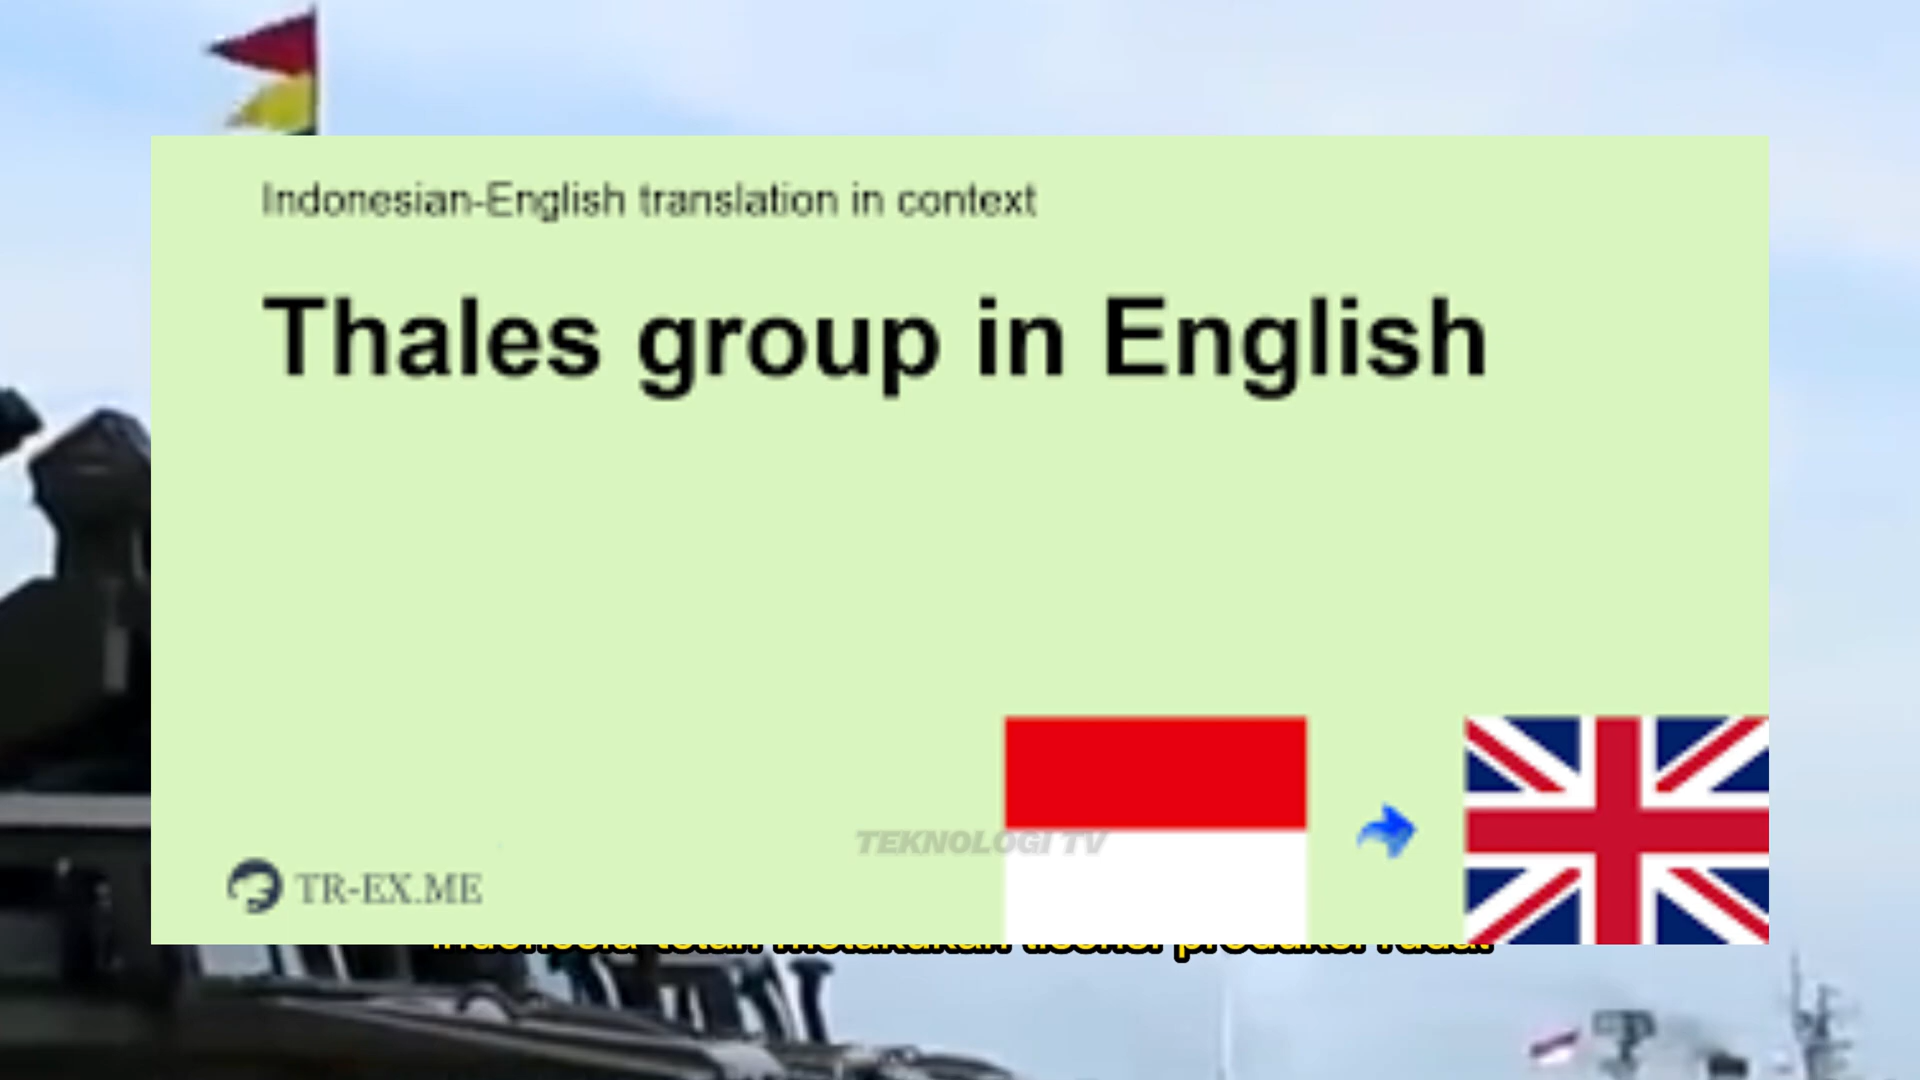 Indonesian-English translation in context
Thales group in English
TEKNOLOGI TV
TR-EX.ME